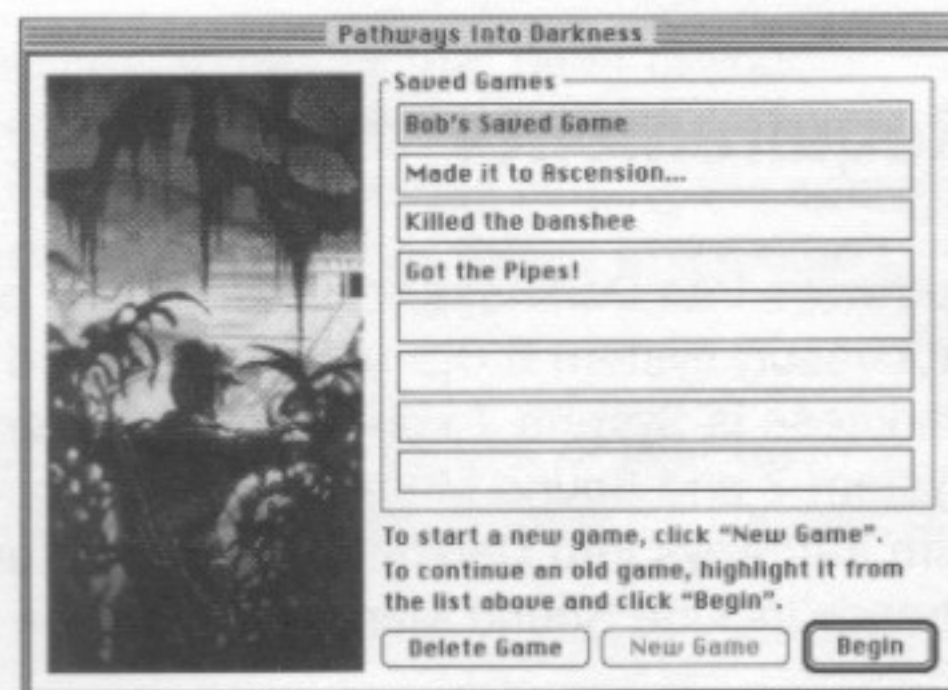 Pathways Into Darkness
Saved Games
Bob's Saved Game
Made it to Ascension...
Killed the banshee
Got the Pipes!
To start a new game, click “New Game”.
To continue an old game, highlight it from
the list above and click “Begin”.
Delete Game
New Game
Begin